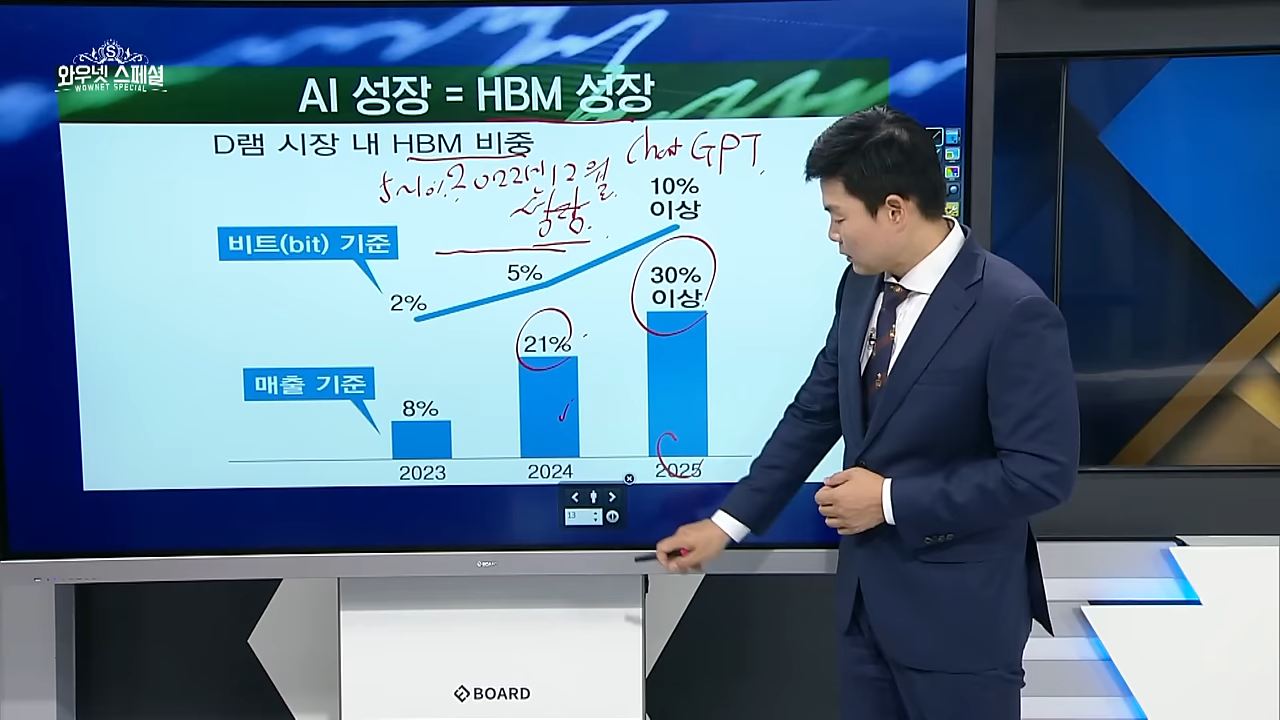 S
와우넷 스페셜
WOWNET SPECIAL
AI 성장 = HBM 성장
D램 시장 내 HBM 비중
Chat GPT
2022년 12월
10%
이상
비트(bit) 기준
5%
30%
이상
2%
21%
매출 기준
8%
2023
2024
2025
13
BOARD
BOARD